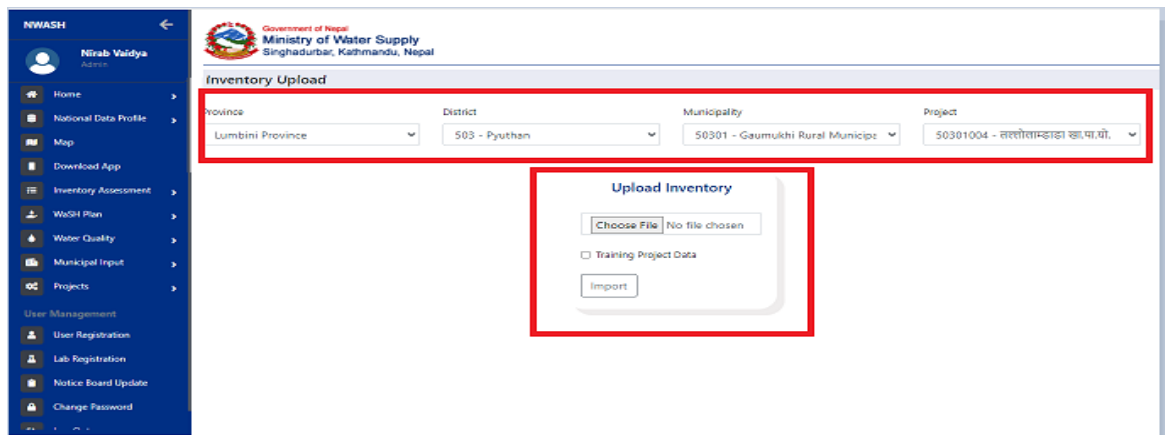 NWASH
Nirab Vaidya
Admin
Home
National Data Profile
Map
Download App
Inventory Assessment
WaSH Plan
Water Quality
Municipal Input
Projects
User Management
User Registration
Lab Registration
Notice Board Update
Change Password
Government of Nepal
Ministry of Water Supply
Singhadurbar, Kathmandu, Nepal
Inventory Upload
Province District Municipality Project
Lumbini Province 503 - Pyuthan 50301 - Gaumukhi Rural Municipa 50301004 - खा.पा.यो.
Upload Inventory
Choose File No file chosen
Training Project Data
Import